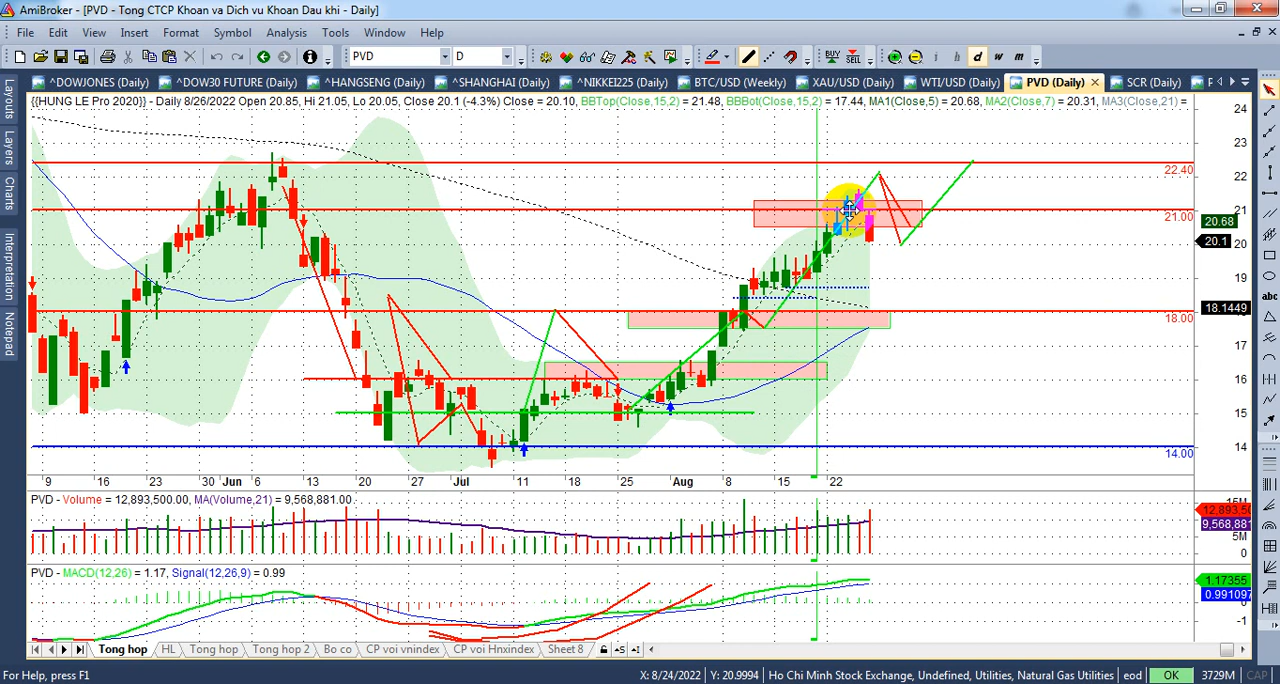 AmiBroker - [PVD - Tong CTCP Khoan va Dich vu Khoan Dau khi - Daily]
File Edit View Insert Format Symbol Analysis Tools Window Help
PVD D BUY SELL i h d w m
^DOWJONES (Daily) ^DOW30 FUTURE (Daily) ^HANGSENG (Daily) ^SHANGHAI (Daily) ^NIKKEI225 (Daily) BTC/USD (Weekly) XAU/USD (Daily) WTI/USD (Daily) PVD (Daily) SCR (Daily) P
Layouts
Layers
Charts
Interpretation
Notepad
abc
{{HUNG LE Pro 2020}} - Daily 8/26/2022 Open 20.85, Hi 21.05, Lo 20.05, Close 20.1 (-4.3%) Close = 20.10, BBTop(Close,15,2) = 21.48, BBBot(Close,15,2) = 17.44, MA1(Close,5) = 20.68, MA2(Close,7) = 20.31, MA3(Close,21) =
24
23
22.40
22
21.00
21
20.68
20.1
20
19
18.1449
18.00
17
16
15
14
14.00
9 16 23 30 Jun 6 13 20 27 Jul 11 18 25 Aug 8 15 22
PVD - Volume = 12,893,500.00, MA(Volume,21) = 9,568,881.00
15M
12,893,50
9,568,881
5M
0
PVD - MACD(12,26) = 1.17, Signal(12,26,9) = 0.99
1.17355
0.991097
0
-1
Tong hop HL Tong hop Tong hop 2 Bo co CP voi vnindex CP voi Hnxindex Sheet 8
For Help, press F1 X: 8/24/2022 Y: 20.9994 Ho Chi Minh Stock Exchange, Undefined, Utilities, Natural Gas Utilities eod OK 3729M CAP